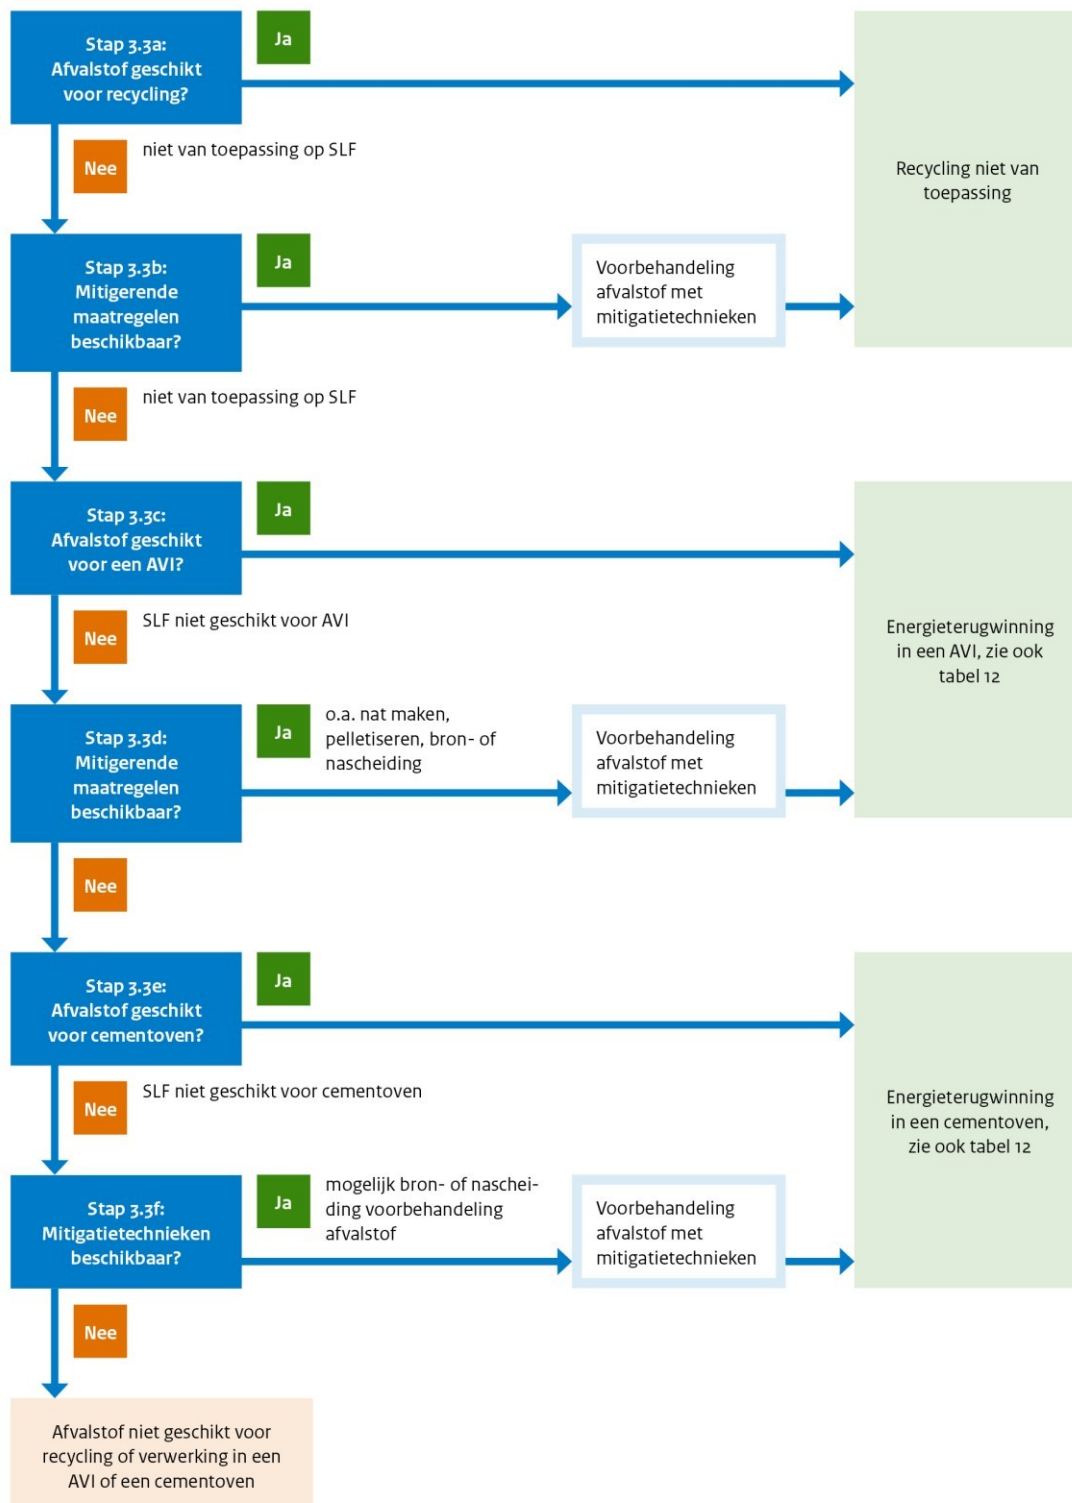 Stap 3.3a:
Afvalstof geschikt
voor recycling?
Ja
Nee
niet van toepassing op SLF
Recycling niet van
toepassing
Stap 3.3b:
Mitigerende
maatregelen
beschikbaar?
Ja
Voorbehandeling
afvalstof met
mitigatietechnieken
Nee
niet van toepassing op SLF
Stap 3.3c:
Afvalstof geschikt
voor een AVI?
Ja
Nee
SLF niet geschikt voor AVI
Energieterugwinning
in een AVI, zie ook
tabel 12
Stap 3.3d:
Mitigerende
maatregelen
beschikbaar?
Ja
o.a. nat maken,
pelletiseren, bron- of
nascheiding
Voorbehandeling
afvalstof met
mitigatietechnieken
Nee
Stap 3.3e:
Afvalstof geschikt
voor cementoven?
Ja
Nee
SLF niet geschikt voor cementoven
Energieterugwinning
in een cementoven,
zie ook tabel 12
Stap 3.3f:
Mitigatietechnieken
beschikbaar?
Ja
mogelijk bron- of naschei-
ding voorbehandeling
afvalstof
Voorbehandeling
afvalstof met
mitigatietechnieken
Nee
Afvalstof niet geschikt voor
recycling of verwerking in een
AVI of een cementoven